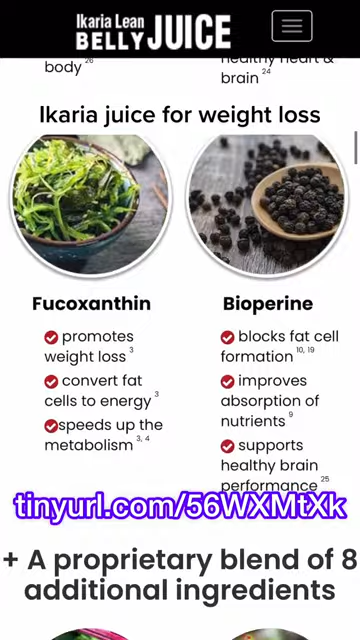 Ikaria Lean
BELLY JUICE
body 26
healthy heart &
brain 24
Ikaria juice for weight loss
Fucoxanthin
promotes
weight loss 3
convert fat
cells to energy 3
speeds up the
metabolism 3, 4
Bioperine
blocks fat cell
formation 10, 19
improves
absorption of
nutrients 9
supports
healthy brain
performance 25
tinyurl.com/56WXMtXk
+ A proprietary blend of 8
additional ingredients